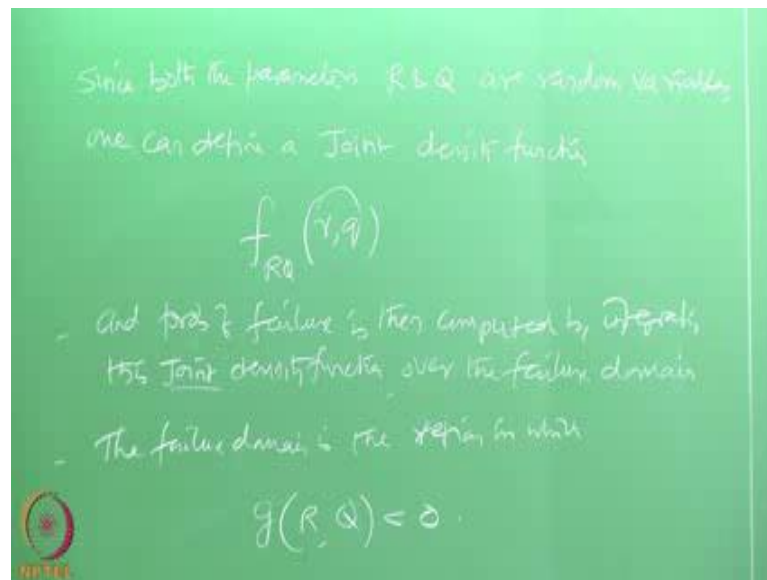 Since both the parameters R & Q are random variables
one can define a Joint density function
f_RQ (r, q)
- and prob of failure is then computed by integrating
this Joint density function over the failure domain
- The failure domain is the region in which
g(R, Q) < 0.
NPTEL